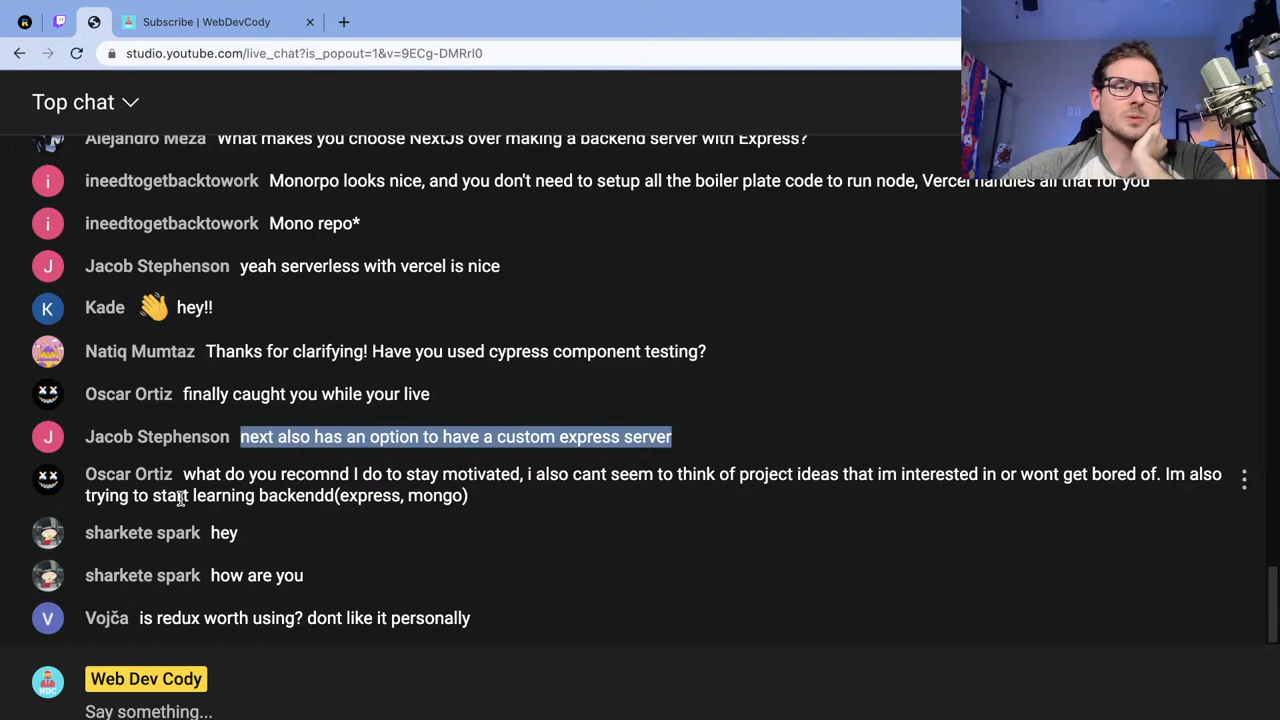 Subscribe | WebDevCody
studio.youtube.com/live_chat?is_popout=1&v=9ECg-DMRrI0
Top chat
Alejandro Meza What makes you choose NextJs over making a backend server with Express?
i ineedtogetbacktowork Monorpo looks nice, and you don't need to setup all the boiler plate code to run node, Vercel handles all that for you
i ineedtogetbacktowork Mono repo*
J Jacob Stephenson yeah serverless with vercel is nice
K Kade 👋 hey!!
Natiq Mumtaz Thanks for clarifying! Have you used cypress component testing?
Oscar Ortiz finally caught you while your live
J Jacob Stephenson next also has an option to have a custom express server
Oscar Ortiz what do you recomnd I do to stay motivated, i also cant seem to think of project ideas that im interested in or wont get bored of. Im also
trying to start learning backendd(express, mongo)
sharkete spark hey
sharkete spark how are you
V Vojča is redux worth using? dont like it personally
Web Dev Cody
Say something...